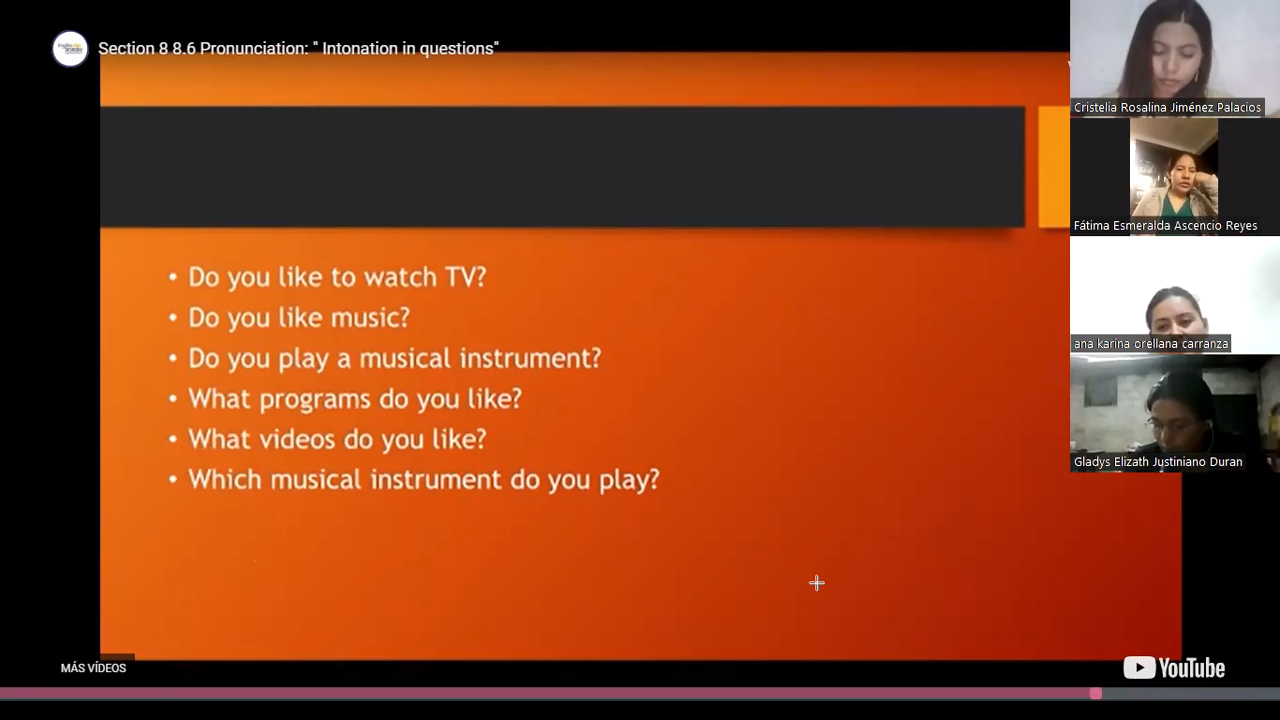 Section 8 8.6 Pronunciation: " Intonation in questions"
• Do you like to watch TV?
• Do you like music?
• Do you play a musical instrument?
• What programs do you like?
• What videos do you like?
• Which musical instrument do you play?
Cristelia Rosalina Jiménez Palacios
Fátima Esmeralda Ascencio Reyes
ana karina orellana carranza
Gladys Elizath Justiniano Duran
MÁS VÍDEOS
YouTube